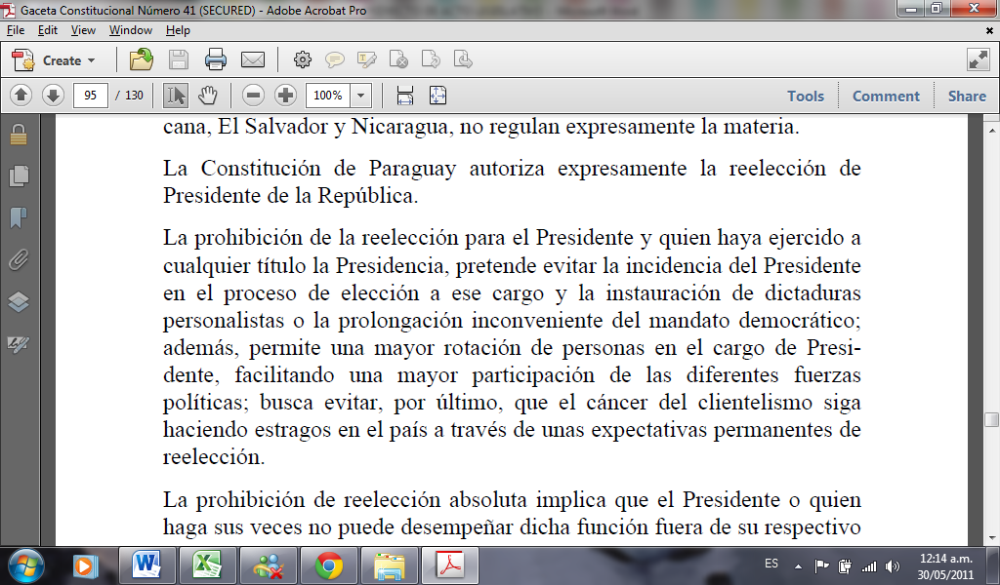 Gaceta Constitucional Número 41 (SECURED) - Adobe Acrobat Pro
File Edit View Window Help
Create
95 / 130 100% Tools Comment Share
cana, El Salvador y Nicaragua, no regulan expresamente la materia.
La Constitución de Paraguay autoriza expresamente la reelección de
Presidente de la República.
La prohibición de la reelección para el Presidente y quien haya ejercido a
cualquier título la Presidencia, pretende evitar la incidencia del Presidente
en el proceso de elección a ese cargo y la instauración de dictaduras
personalistas o la prolongación inconveniente del mandato democrático;
además, permite una mayor rotación de personas en el cargo de Presi-
dente, facilitando una mayor participación de las diferentes fuerzas
políticas; busca evitar, por último, que el cáncer del clientelismo siga
haciendo estragos en el país a través de unas expectativas permanentes de
reelección.
La prohibición de reelección absoluta implica que el Presidente o quien
haga sus veces no puede desempeñar dicha función fuera de su respectivo
ES
12:14 a.m.
30/05/2011